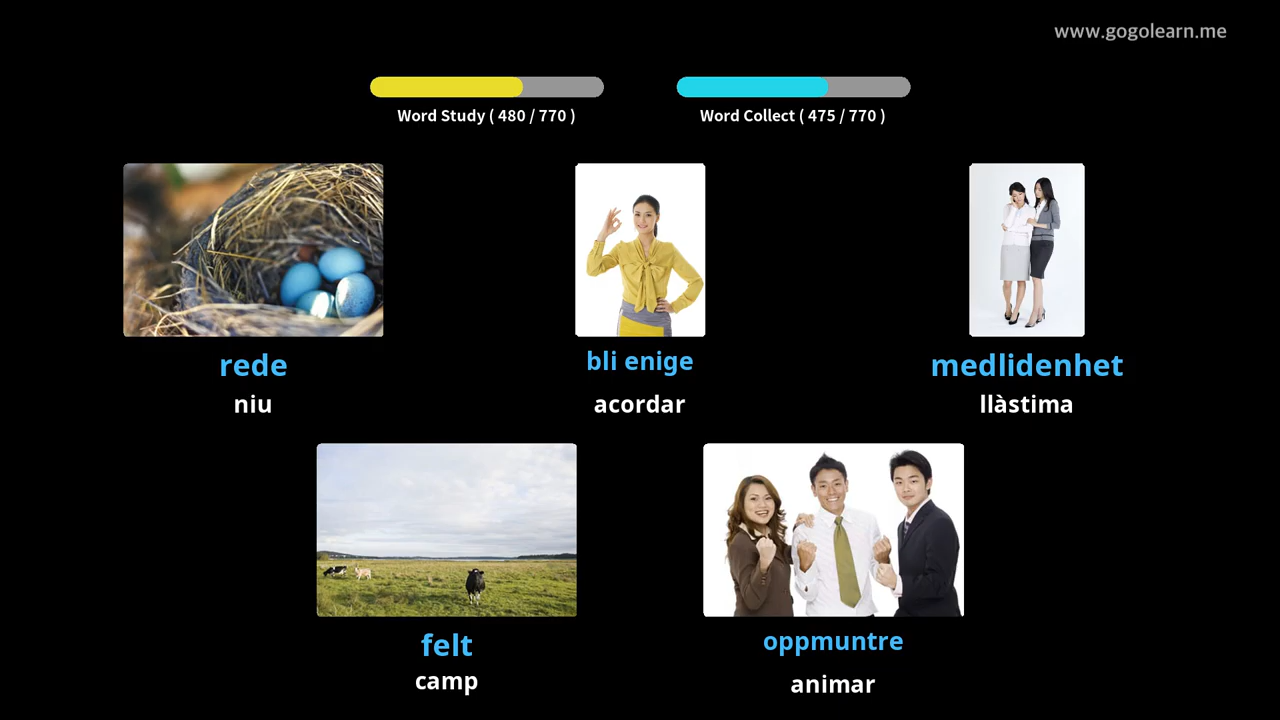 www.gogolearn.me
Word Study ( 480 / 770 )
Word Collect ( 475 / 770 )
rede
niu
bli enige
acordar
medlidenhet
llàstima
felt
camp
oppmuntre
animar